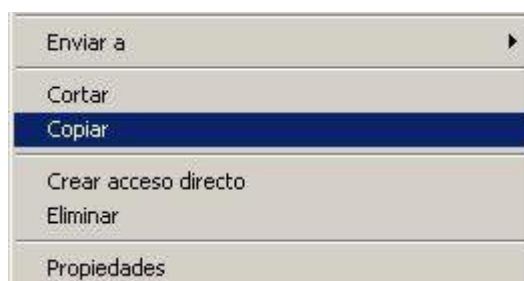 Enviar a
Cortar
Copiar
Crear acceso directo
Eliminar
Propiedades